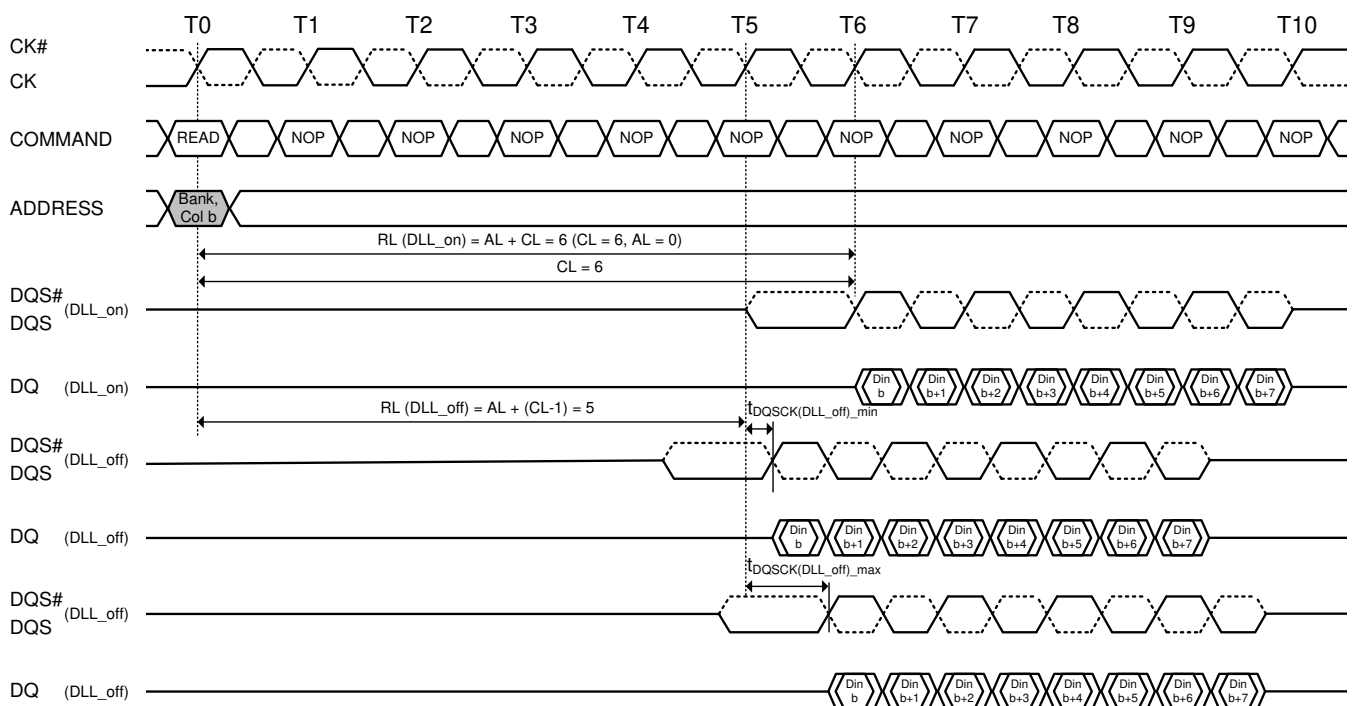 T0 T1 T2 T3 T4 T5 T6 T7 T8 T9 T10
CK#
CK
COMMAND READ NOP NOP NOP NOP NOP NOP NOP NOP NOP NOP
ADDRESS Bank, Col b
RL (DLL_on) = AL + CL = 6 (CL = 6, AL = 0)
CL = 6
DQS# (DLL_on)
DQS
DQ (DLL_on) Din b Din b+1 Din b+2 Din b+3 Din b+4 Din b+5 Din b+6 Din b+7
RL (DLL_off) = AL + (CL-1) = 5 tDQSCK(DLL_off)_min
DQS# (DLL_off)
DQS
DQ (DLL_off) Din b Din b+1 Din b+2 Din b+3 Din b+4 Din b+5 Din b+6 Din b+7
tDQSCK(DLL_off)_max
DQS# (DLL_off)
DQS
DQ (DLL_off) Din b Din b+1 Din b+2 Din b+3 Din b+4 Din b+5 Din b+6 Din b+7